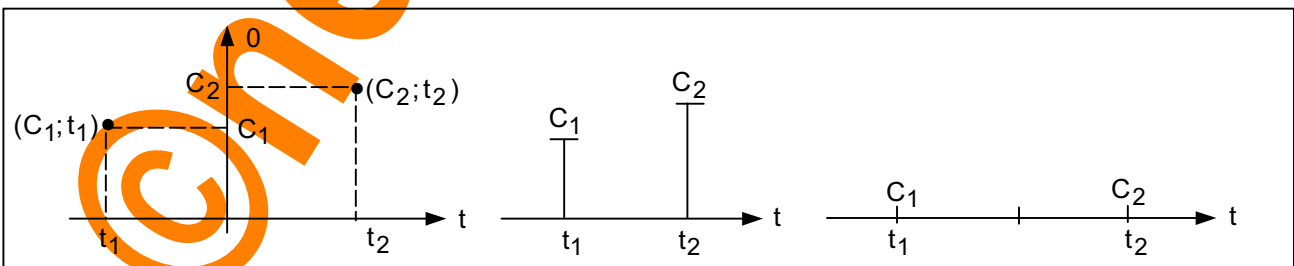 0
C₂
(C₂;t₂)
(C₁;t₁)
C₁
t
t₁
t₂
C₁
C₂
t
t₁
t₂
C₁
C₂
t
t₁
t₂